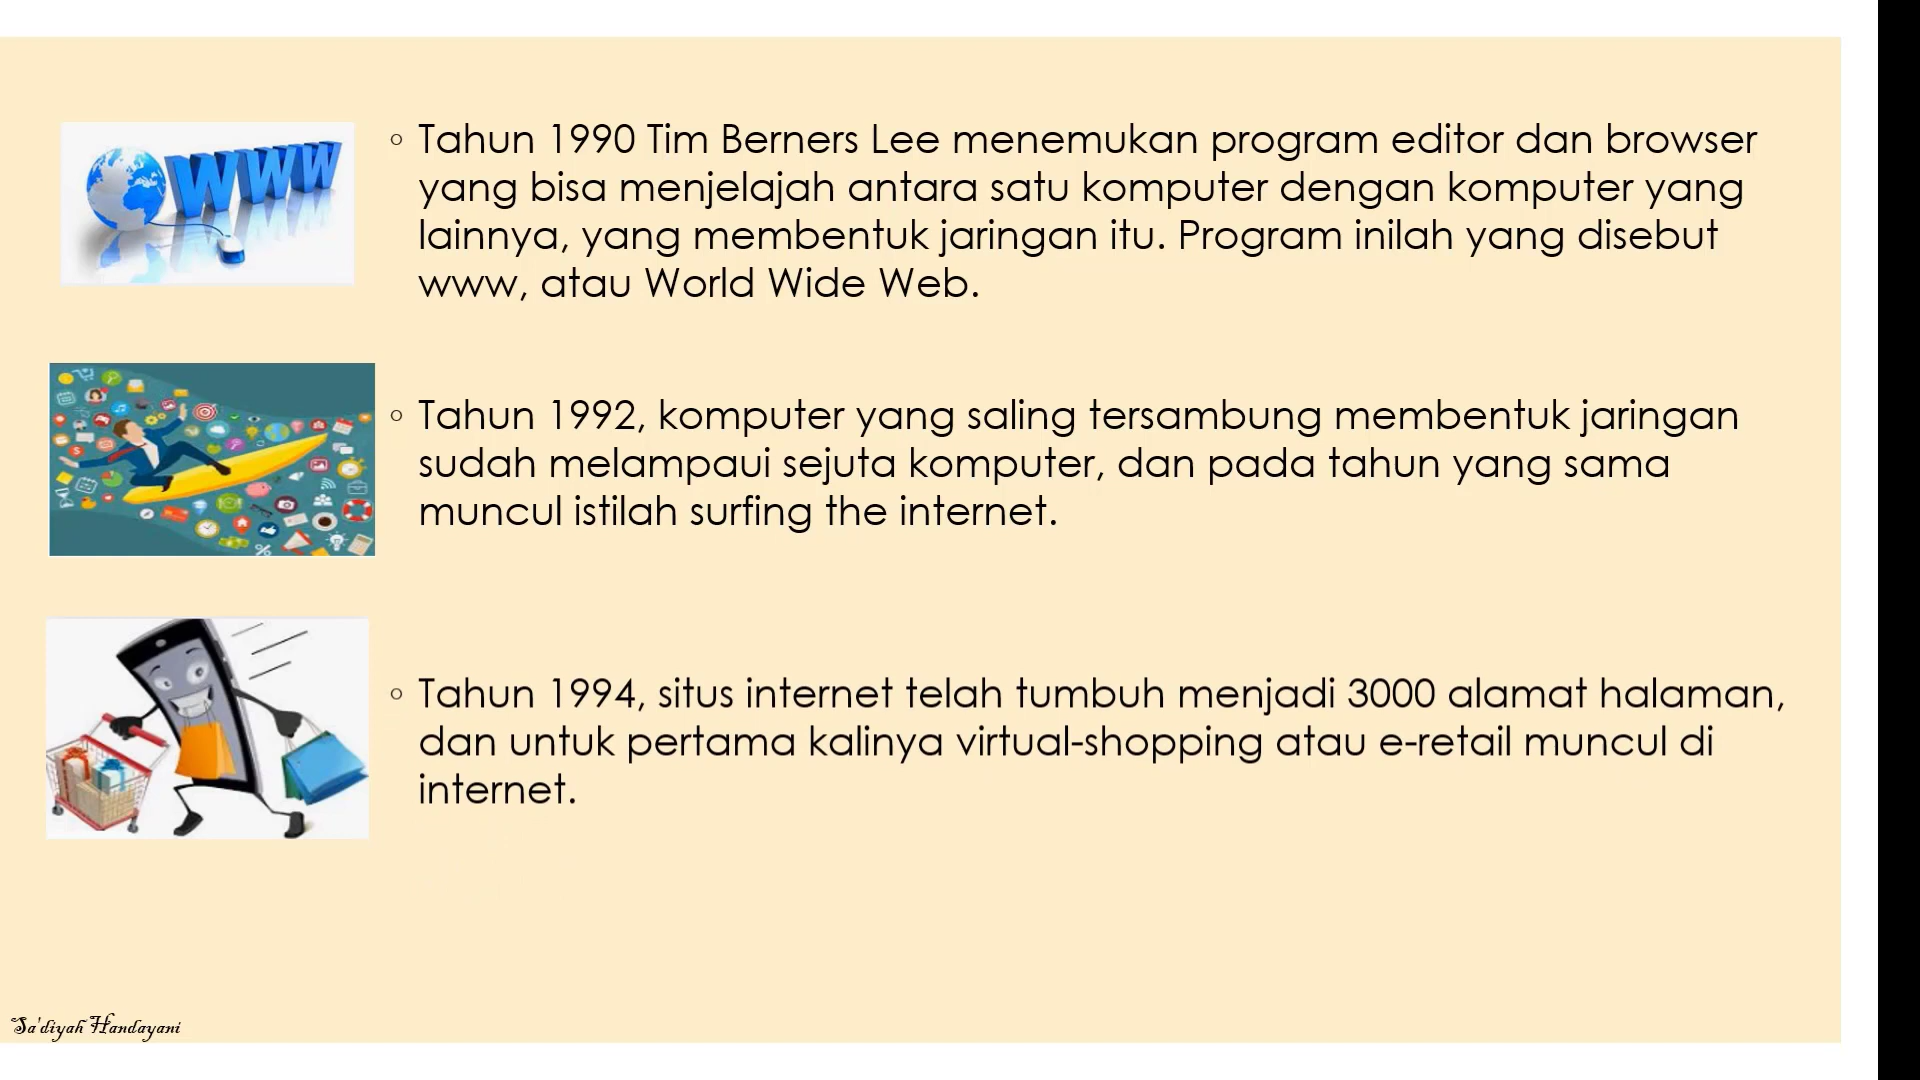 WWW
◦ Tahun 1990 Tim Berners Lee menemukan program editor dan browser
yang bisa menjelajah antara satu komputer dengan komputer yang
lainnya, yang membentuk jaringan itu. Program inilah yang disebut
www, atau World Wide Web.
◦ Tahun 1992, komputer yang saling tersambung membentuk jaringan
sudah melampaui sejuta komputer, dan pada tahun yang sama
muncul istilah surfing the internet.
◦ Tahun 1994, situs internet telah tumbuh menjadi 3000 alamat halaman,
dan untuk pertama kalinya virtual-shopping atau e-retail muncul di
internet.
Sa'diyah Handayani